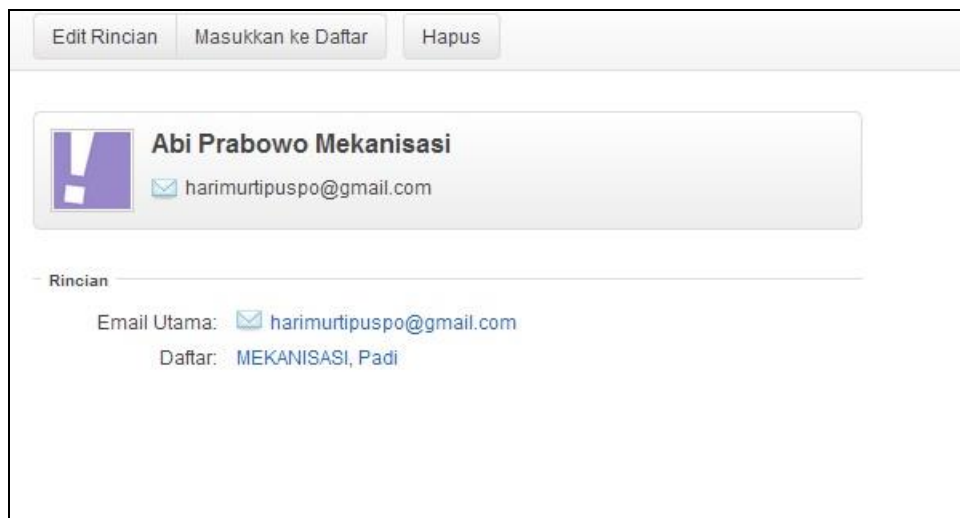 Edit Rincian Masukkan ke Daftar Hapus
Abi Prabowo Mekanisasi
harimurtipuspo@gmail.com
Rincian
Email Utama: harimurtipuspo@gmail.com
Daftar: MEKANISASI, Padi